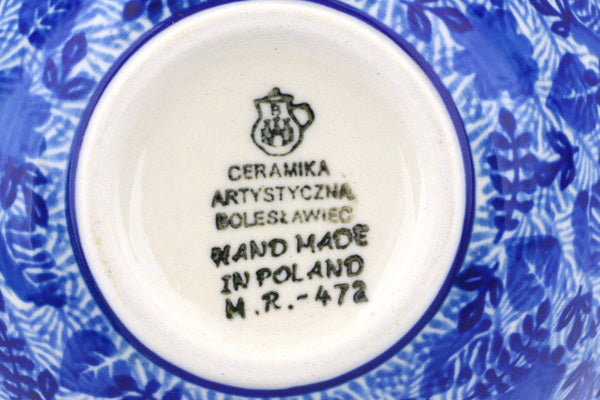 CERAMIKA
ARTYSTYCZNA
BOLESŁAWIEC
HAND MADE
IN POLAND
M.R.-472